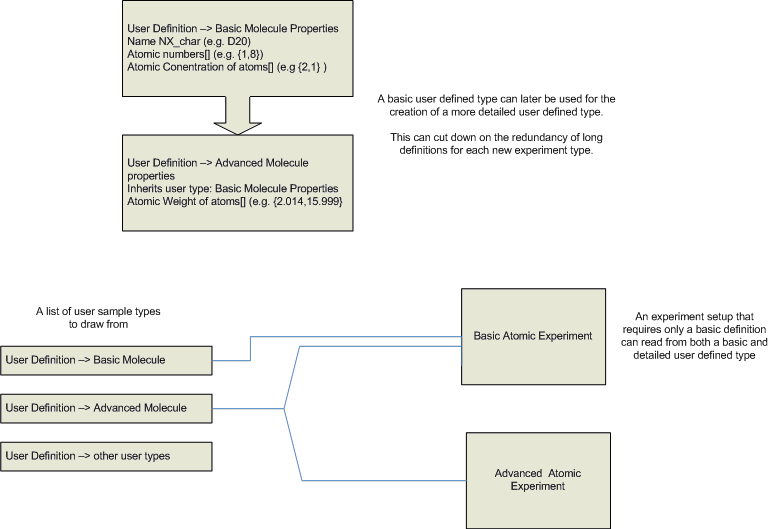 User Definition –> Basic Molecule Properties
Name NX_char (e.g. D20)
Atomic numbers[] (e.g. {1,8})
Atomic Conentration of atoms[] (e.g {2,1} )
A basic user defined type can later be used for the
creation of a more detailed user defined type.
This can cut down on the redundancy of long
definitions for each new experiment type.
User Definition –> Advanced Molecule
properties
Inherits user type: Basic Molecule Properties
Atomic Weight of atoms[] (e.g. {2.014,15.999}
A list of user sample types
to draw from
User Definition –> Basic Molecule
User Definition –> Advanced Molecule
User Definition –> other user types
Basic Atomic Experiment
An experiment setup that
requires only a basic definition
can read from both a basic and
detailed user defined type
Advanced Atomic
Experiment